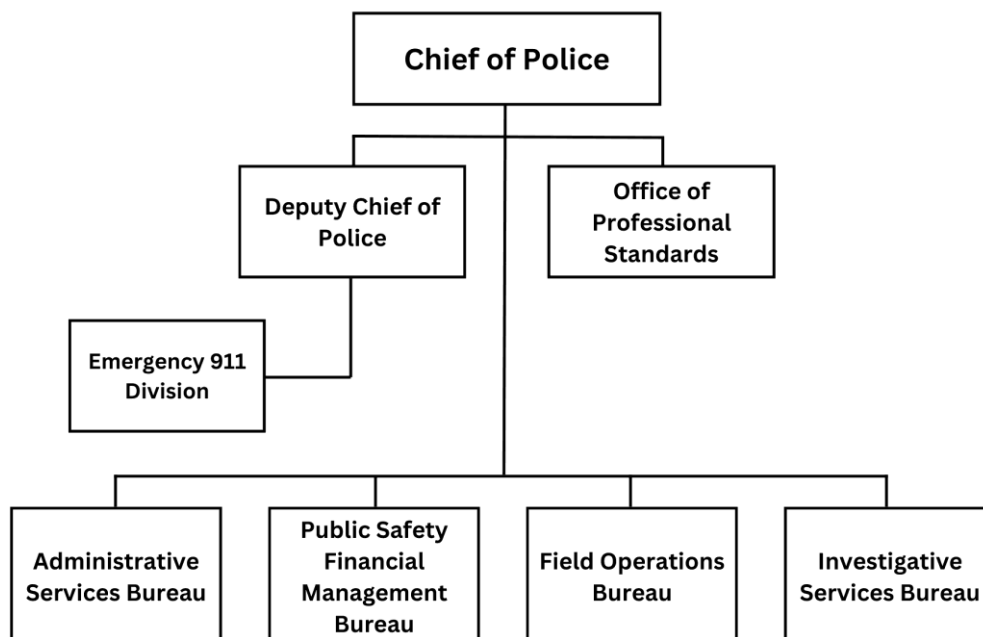 Chief of Police
Deputy Chief of
Police
Office of
Professional
Standards
Emergency 911
Division
Administrative
Services Bureau
Public Safety
Financial
Management
Bureau
Field Operations
Bureau
Investigative
Services Bureau